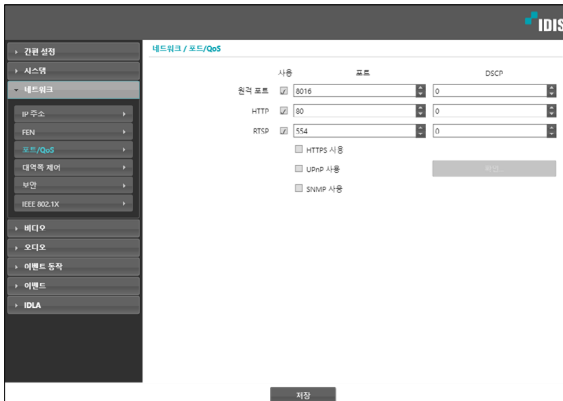 IDIS
간편 설정
시스템
네트워크
IP 주소
FEN
포트/QoS
대역폭 제어
보안
IEEE 802.1X
비디오
오디오
이벤트 동작
이벤트
IDLA
네트워크 / 포트/QoS
사용 포트 DSCP
원격 포트 8016 0
HTTP 80 0
RTSP 554 0
HTTPS 사용
UPnP 사용
SNMP 사용
저장